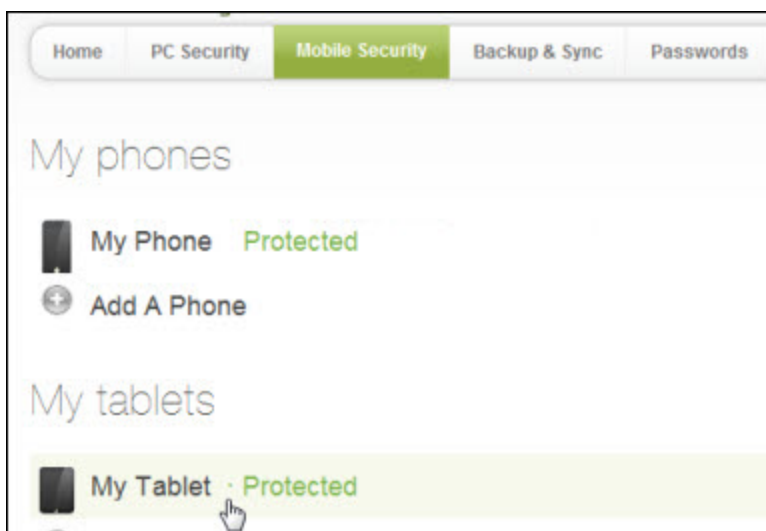 Home PC Security Mobile Security Backup & Sync Passwords
My phones
My Phone Protected
Add A Phone
My tablets
My Tablet · Protected